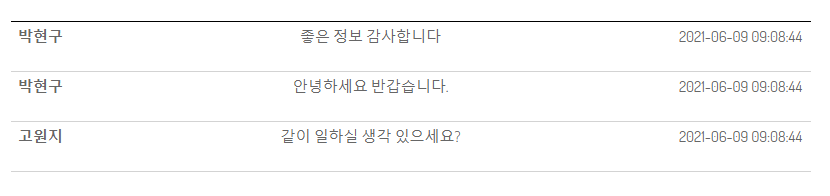 박현구 좋은 정보 감사합니다 2021-06-09 09:08:44
박현구 안녕하세요 반갑습니다. 2021-06-09 09:08:44
고원지 같이 일하실 생각 있으세요? 2021-06-09 09:08:44